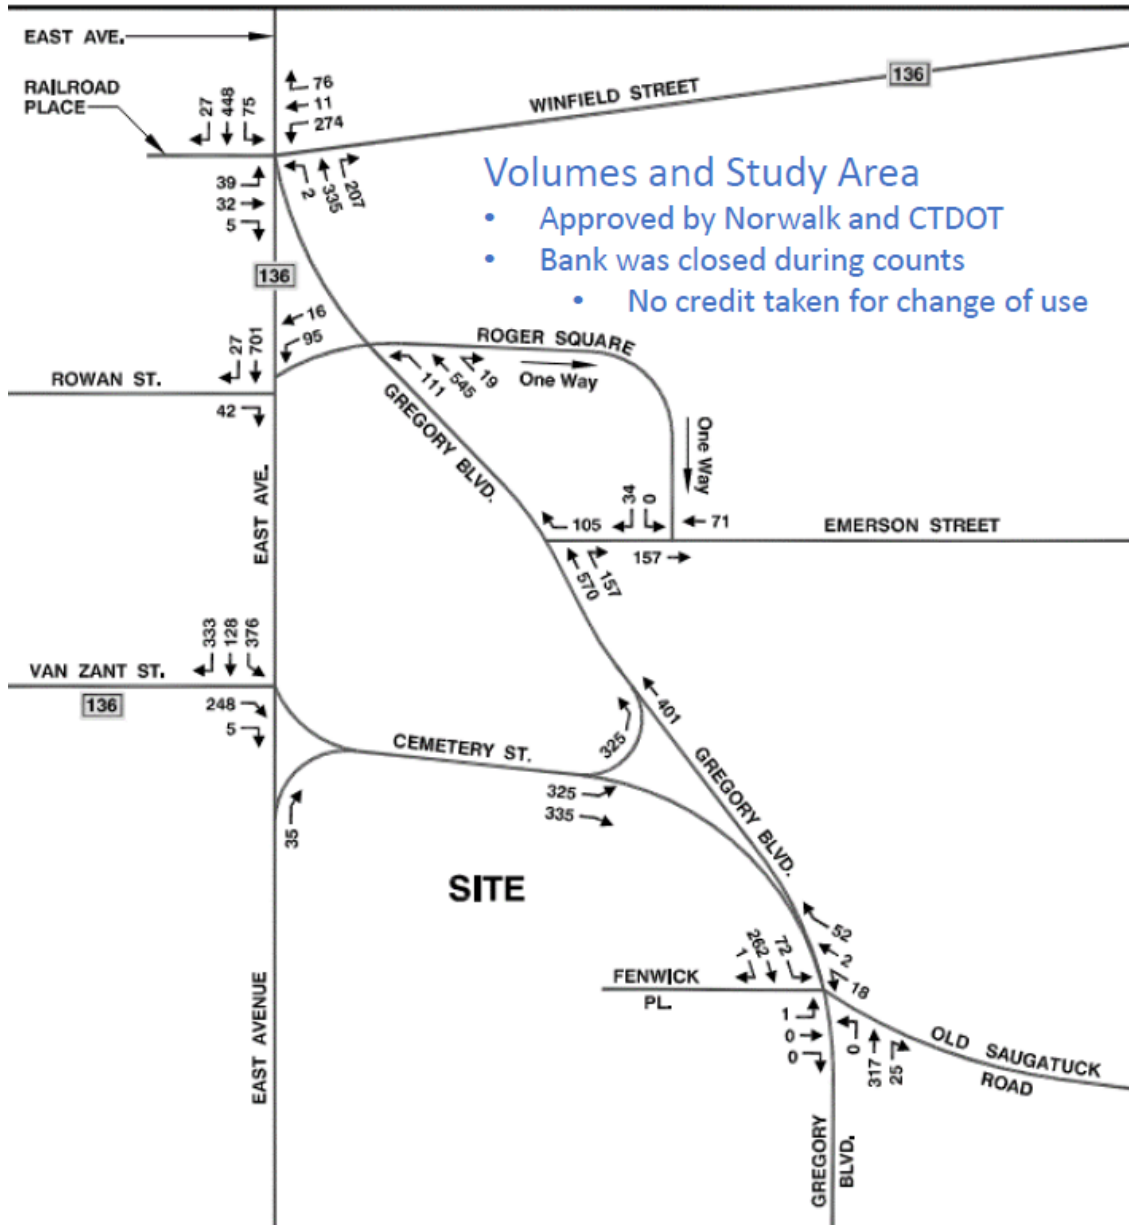 EAST AVE.
RAILROAD
PLACE
27
448
75
76
11
274
WINFIELD STREET
136
39
32
5
2
335
207
Volumes and Study Area
• Approved by Norwalk and CTDOT
• Bank was closed during counts
• No credit taken for change of use
136
16
95
27
701
ROWAN ST.
42
ROGER SQUARE
One Way
111
545
19
GREGORY BLVD.
One Way
EAST AVE.
105
34
0
71
EMERSON STREET
157
570
157
333
128
376
VAN ZANT ST.
136
248
5
CEMETERY ST.
325
401
GREGORY BLVD.
325
335
35
SITE
52
2
18
1
262
72
FENWICK
PL.
1
0
0
0
317
25
OLD SAUGATUCK
ROAD
EAST AVENUE
GREGORY
BLVD.